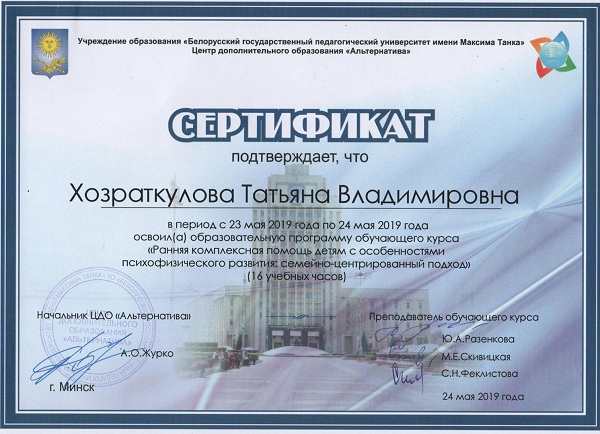 Учреждение образования «Белорусский государственный педагогический университет имени Максима Танка»
Центр дополнительного образования «Альтернатива»
СЕРТИФИКАТ
подтверждает, что
Хозраткулова Татьяна Владимировна
в период с 23 мая 2019 года по 24 мая 2019 года
освоил(а) образовательную программу обучающего курса
«Ранняя комплексная помощь детям с особенностями
психофизического развития: семейно-центрированный подход»
(16 учебных часов)
Начальник ЦДО «Альтернатива»
ДОПОЛНИТЕЛЬНОГО
ОБРАЗОВАНИЯ
«АЛЬТЕРНАТИВА»
А.О.Журко
г. Минск
Преподаватель обучающего курса
Ю.А.Разенкова
М.Е.Скивицкая
С.Н.Феклистова
24 мая 2019 года